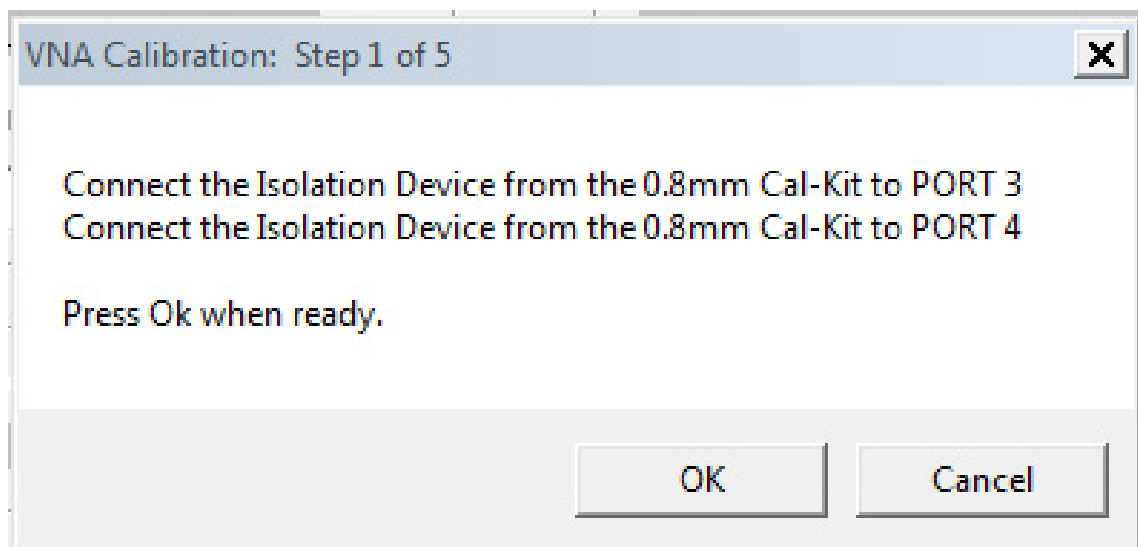 VNA Calibration: Step 1 of 5
Connect the Isolation Device from the 0.8mm Cal-Kit to PORT 3
Connect the Isolation Device from the 0.8mm Cal-Kit to PORT 4
Press Ok when ready.
OK Cancel